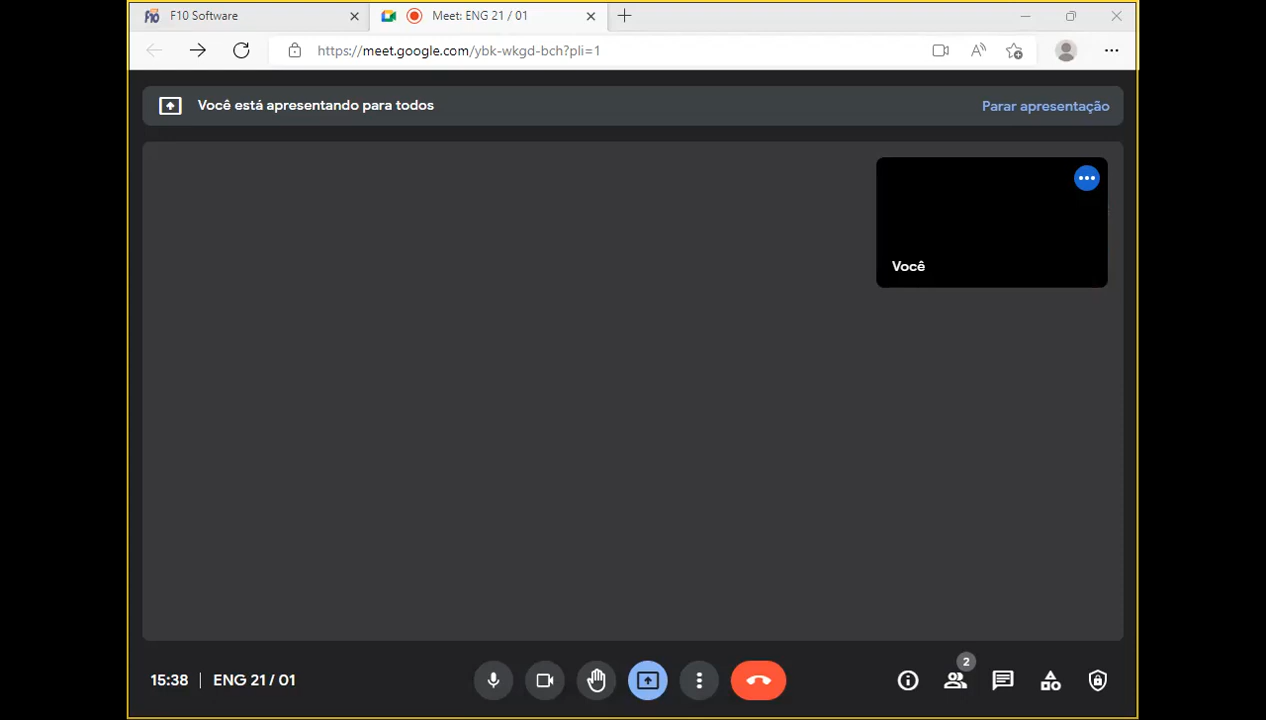 F10 Software
Meet: ENG 21 / 01
https://meet.google.com/ybk-wkgd-bch?pli=1
Você está apresentando para todos
Parar apresentação
Você
15:38 | ENG 21 / 01
2